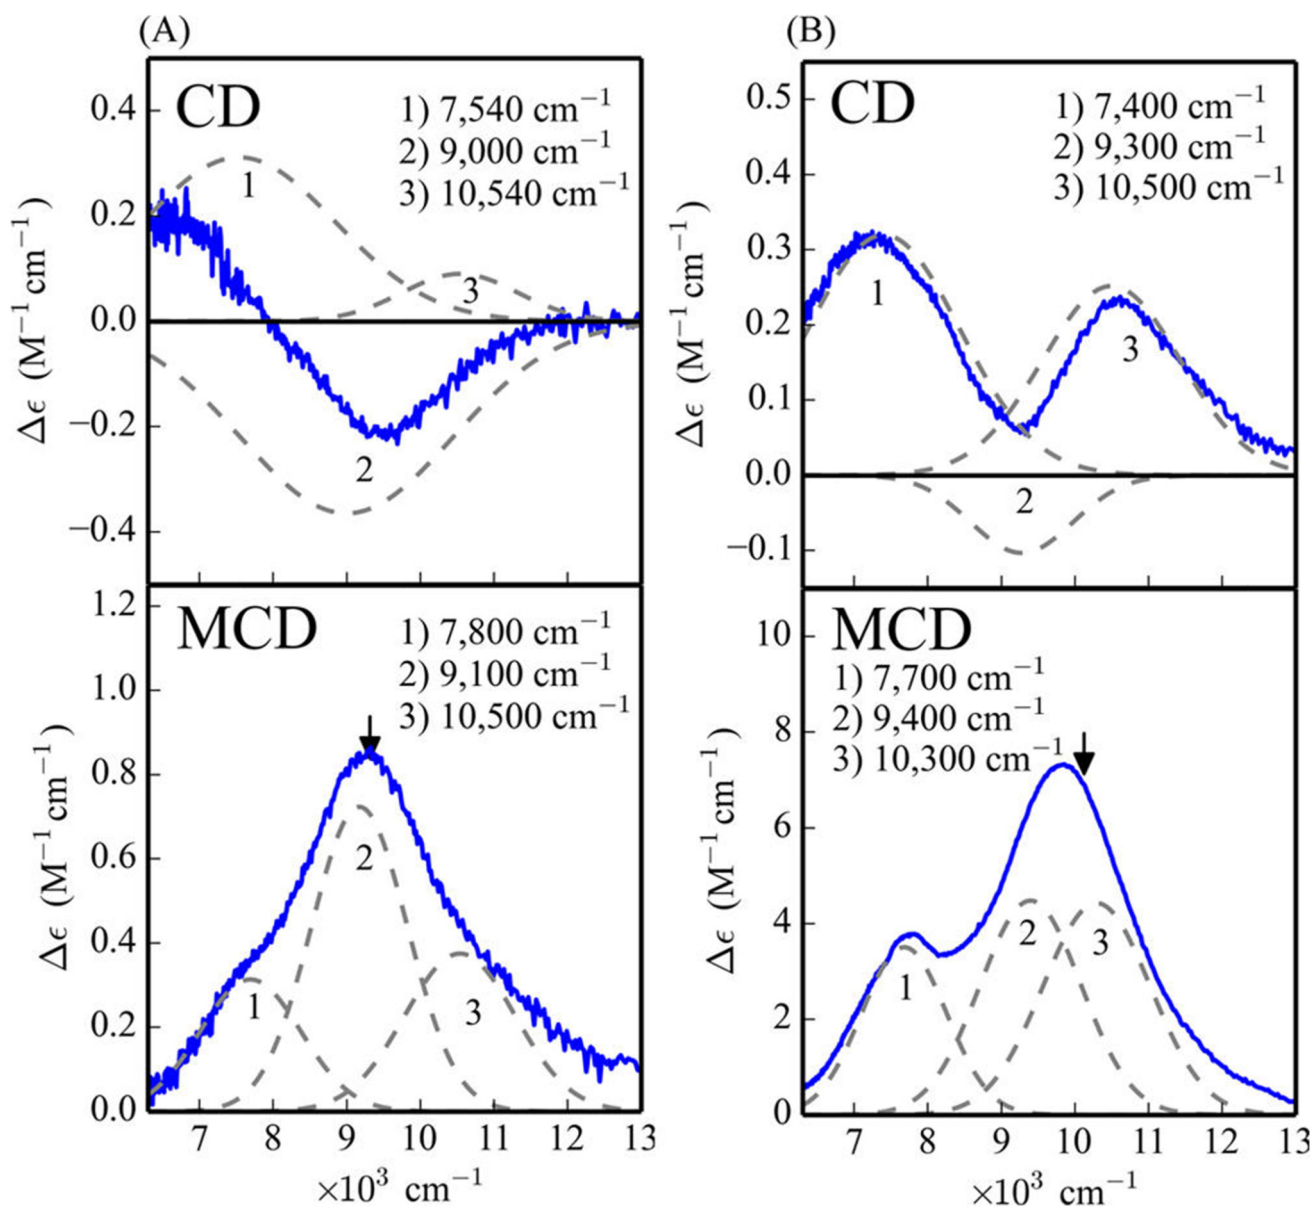 (A)
CD
1) 7,540 cm⁻¹
2) 9,000 cm⁻¹
3) 10,540 cm⁻¹
0.4
0.2
0.0
−0.2
−0.4
Δϵ (M⁻¹cm⁻¹)
1
3
2
MCD
1) 7,800 cm⁻¹
2) 9,100 cm⁻¹
3) 10,500 cm⁻¹
1.2
1.0
0.8
0.6
0.4
0.2
0.0
Δϵ (M⁻¹cm⁻¹)
2
1
3
7 8 9 10 11 12 13
×10³ cm⁻¹
(B)
CD
1) 7,400 cm⁻¹
2) 9,300 cm⁻¹
3) 10,500 cm⁻¹
0.5
0.4
0.3
0.2
0.1
0.0
−0.1
Δϵ (M⁻¹cm⁻¹)
1
3
2
MCD
1) 7,700 cm⁻¹
2) 9,400 cm⁻¹
3) 10,300 cm⁻¹
10
8
6
4
2
0
Δϵ (M⁻¹cm⁻¹)
1
2
3
7 8 9 10 11 12 13
×10³ cm⁻¹